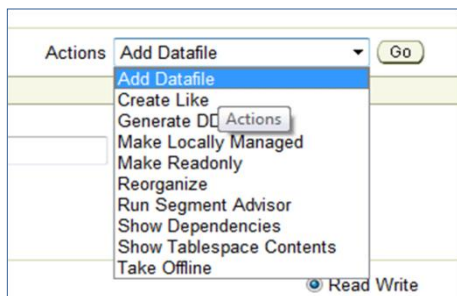 Actions Add Datafile Go
Add Datafile
Create Like
Generate Actions
Make Locally Managed
Make Readonly
Reorganize
Run Segment Advisor
Show Dependencies
Show Tablespace Contents
Take Offline
Read Write